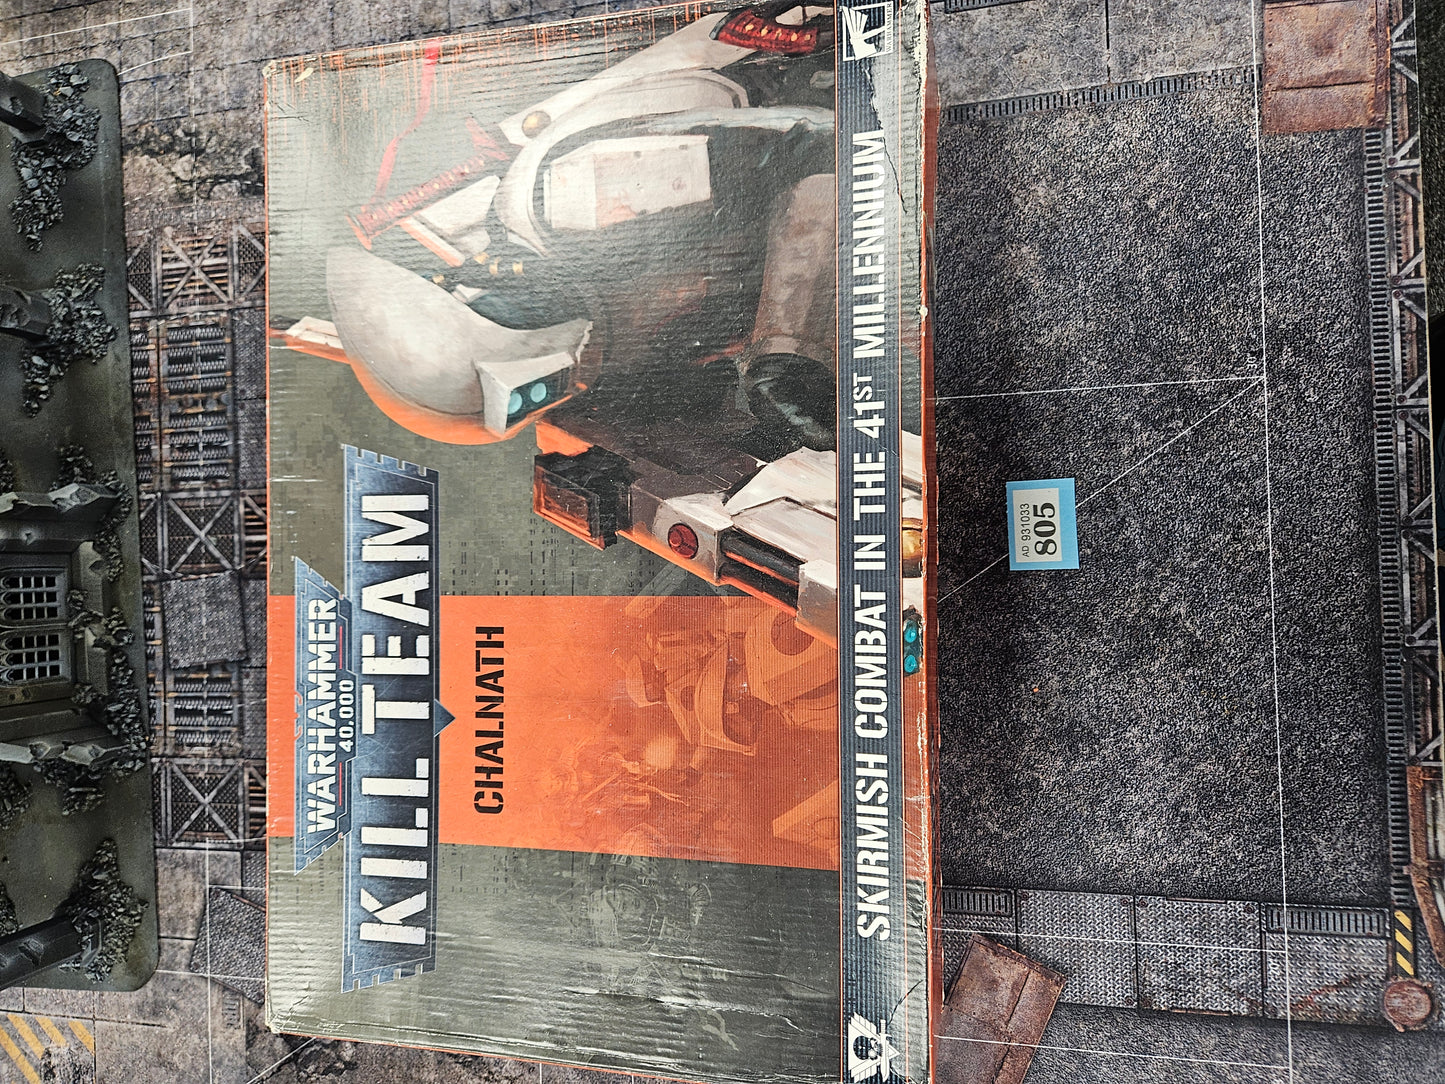 WARHAMMER
40,000
KILL TEAM
CHALNATH
SKIRMISH COMBAT IN THE 41ST MILLENNIUM
AD 931033
805